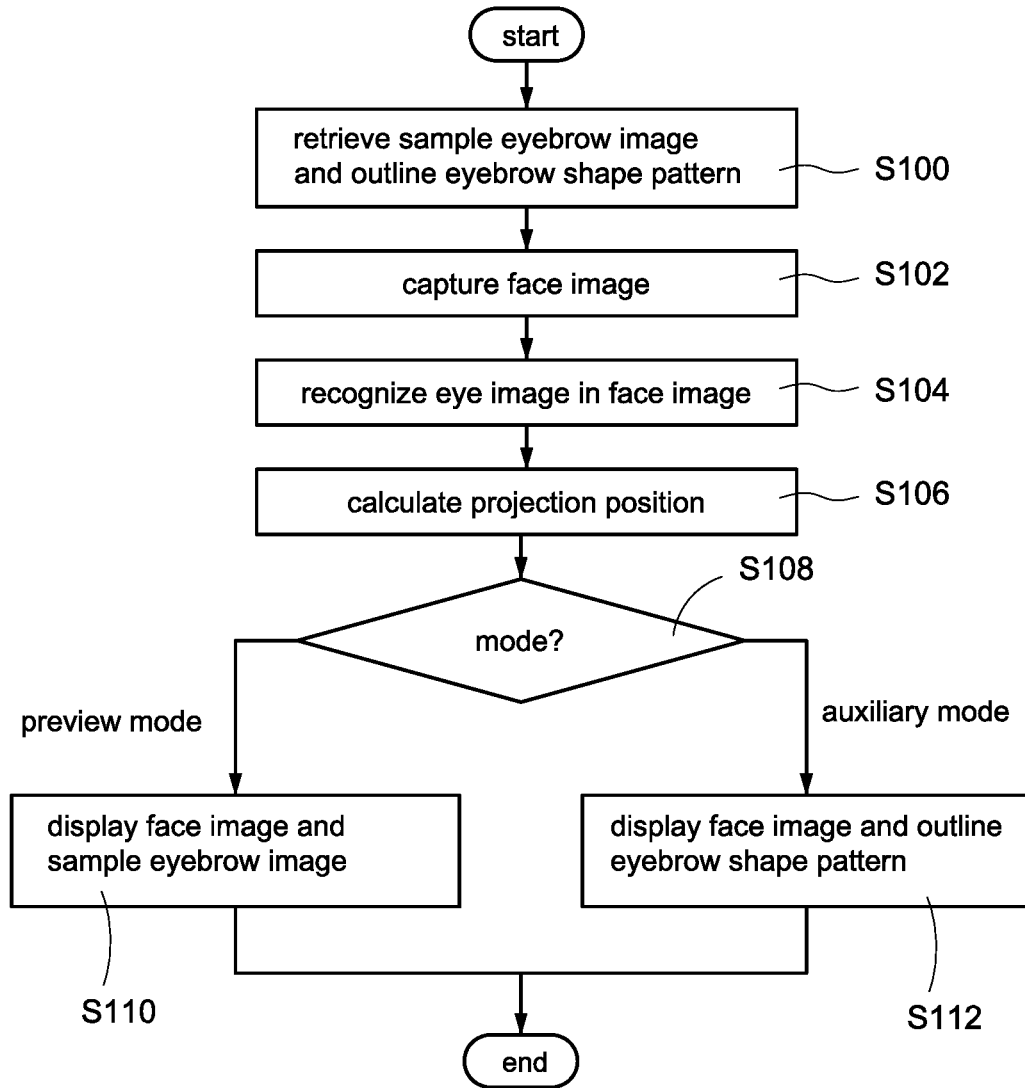 start
retrieve sample eyebrow image
and outline eyebrow shape pattern
S100
capture face image
S102
recognize eye image in face image
S104
calculate projection position
S106
S108
mode?
preview mode
auxiliary mode
display face image and
sample eyebrow image
display face image and outline
eyebrow shape pattern
S110
S112
end